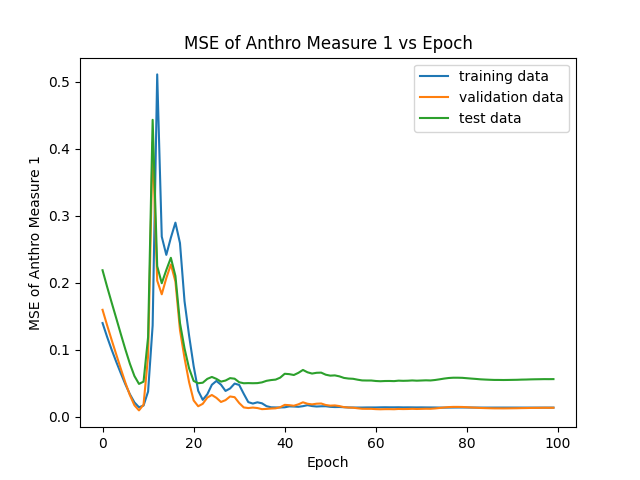 MSE of Anthro Measure 1 vs Epoch
training data
validation data
test data
MSE of Anthro Measure 1
0.5
0.4
0.3
0.2
0.1
0.0
0 20 40 60 80 100
Epoch